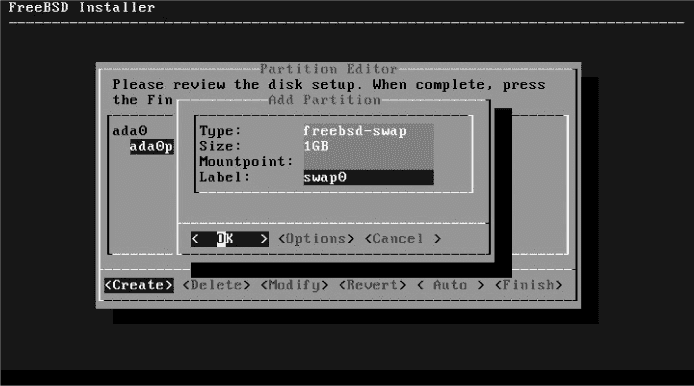 FreeBSD Installer
Partition Editor
Please review the disk setup. When complete, press
the Fin
Add Partition
ada0
ada0p
Type: freebsd-swap
Size: 1GB
Mountpoint:
Label: swap0
< OK > <Options> <Cancel >
<Create> <Delete> <Modify> <Revert> < Auto > <Finish>